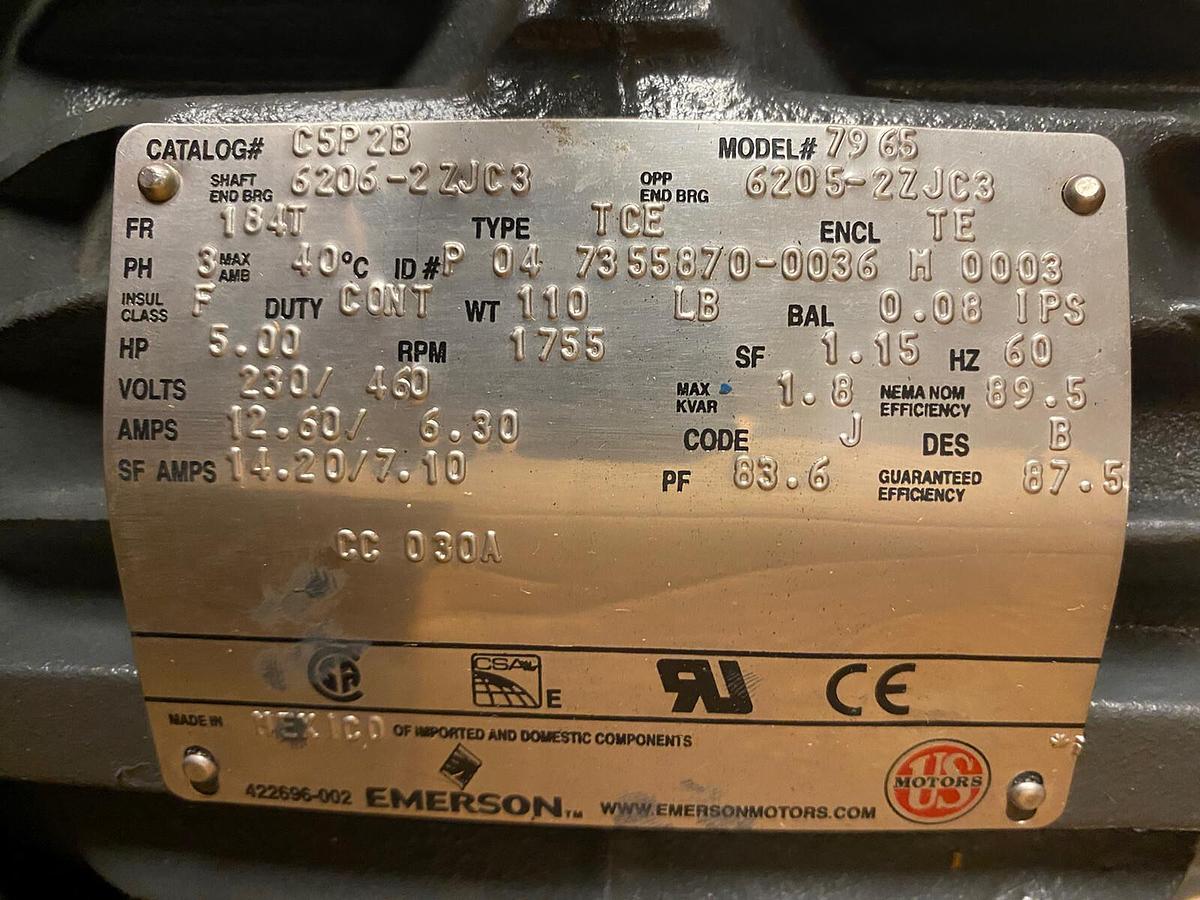 CATALOG# C5P2B MODEL# 7965
SHAFT END BRG 6206-2ZJC3 OPP END BRG 6205-2ZJC3
FR 184T TYPE TCE ENCL TE
PH 3 MAX AMB 40°C ID# P 04 7355870-0036 M 0003
INSUL CLASS F DUTY CONT WT 110 LB BAL 0.08 IPS
HP 5.00 RPM 1755 SF 1.15 HZ 60
VOLTS 230/ 460 MAX KVAR 1.8 NEMA NOM EFFICIENCY 89.5
AMPS 12.60/ 6.30 CODE J DES B
SF AMPS 14.20/7.10 PF 83.6 GUARANTEED EFFICIENCY 87.5
CC 030A
CSA CSA E RU CE
MADE IN MEXICO OF IMPORTED AND DOMESTIC COMPONENTS
422696-002 EMERSON™ WWW.EMERSONMOTORS.COM US MOTORS